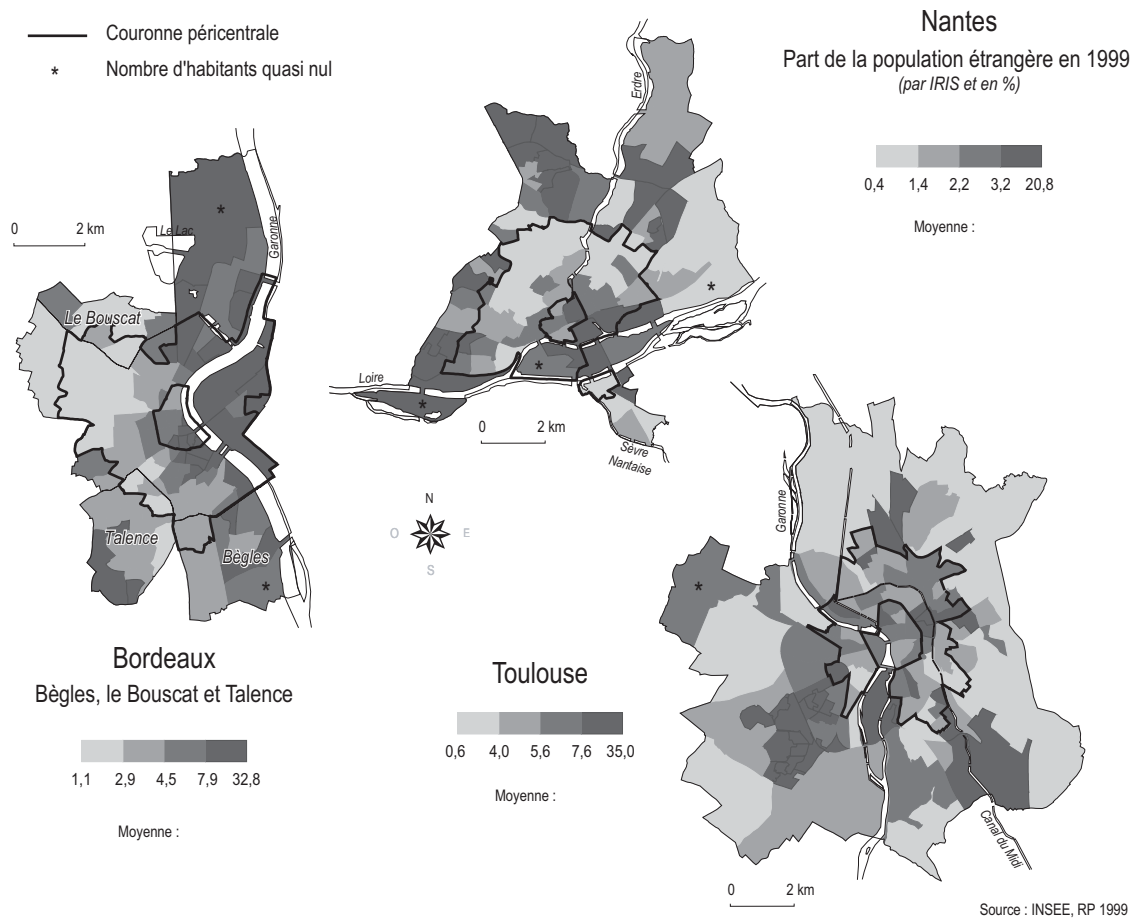 Couronne péricentrale
* Nombre d'habitants quasi nul
Nantes
Part de la population étrangère en 1999
(par IRIS et en %)
0,4 1,4 2,2 3,2 20,8
Moyenne :
Erdre
*
*
*
Loire
Sèvre
Nantaise
0 2 km
0 2 km
*
Le Lac
Garonne
Le Bouscat
Talence
Bègles
*
N
O E
S
Bordeaux
Bègles, le Bouscat et Talence
1,1 2,9 4,5 7,9 32,8
Moyenne :
Toulouse
0,6 4,0 5,6 7,6 35,0
Moyenne :
Garonne
*
Canal du Midi
0 2 km
Source : INSEE, RP 1999